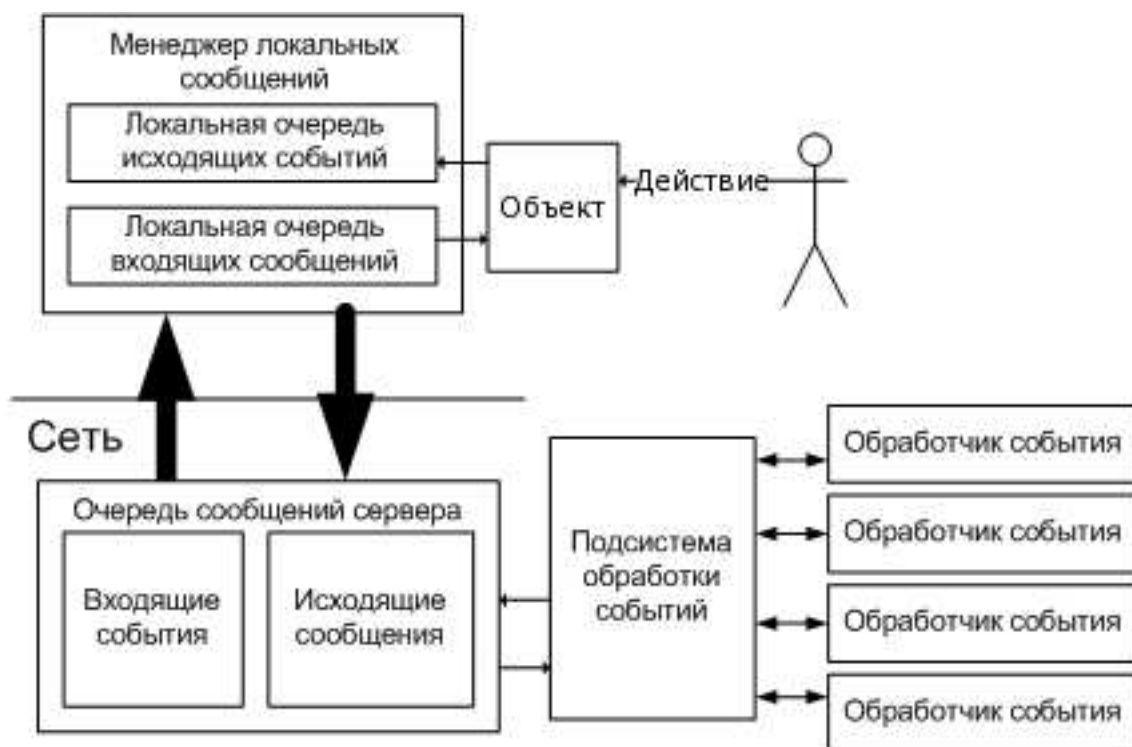 Менеджер локальных
сообщений
Локальная очередь
исходящих событий
Локальная очередь
входящих сообщений
Объект
Действие
Сеть
Очередь сообщений сервера
Входящие
события
Исходящие
сообщения
Подсистема
обработки
событий
Обработчик события
Обработчик события
Обработчик события
Обработчик события